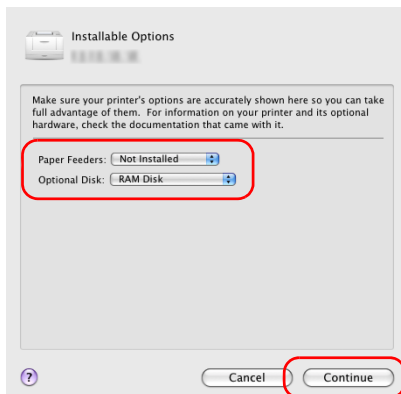 Installable Options
Make sure your printer's options are accurately shown here so you can take
full advantage of them. For information on your printer and its optional
hardware, check the documentation that came with it.
Paper Feeders: Not Installed
Optional Disk: RAM Disk
?
Cancel Continue